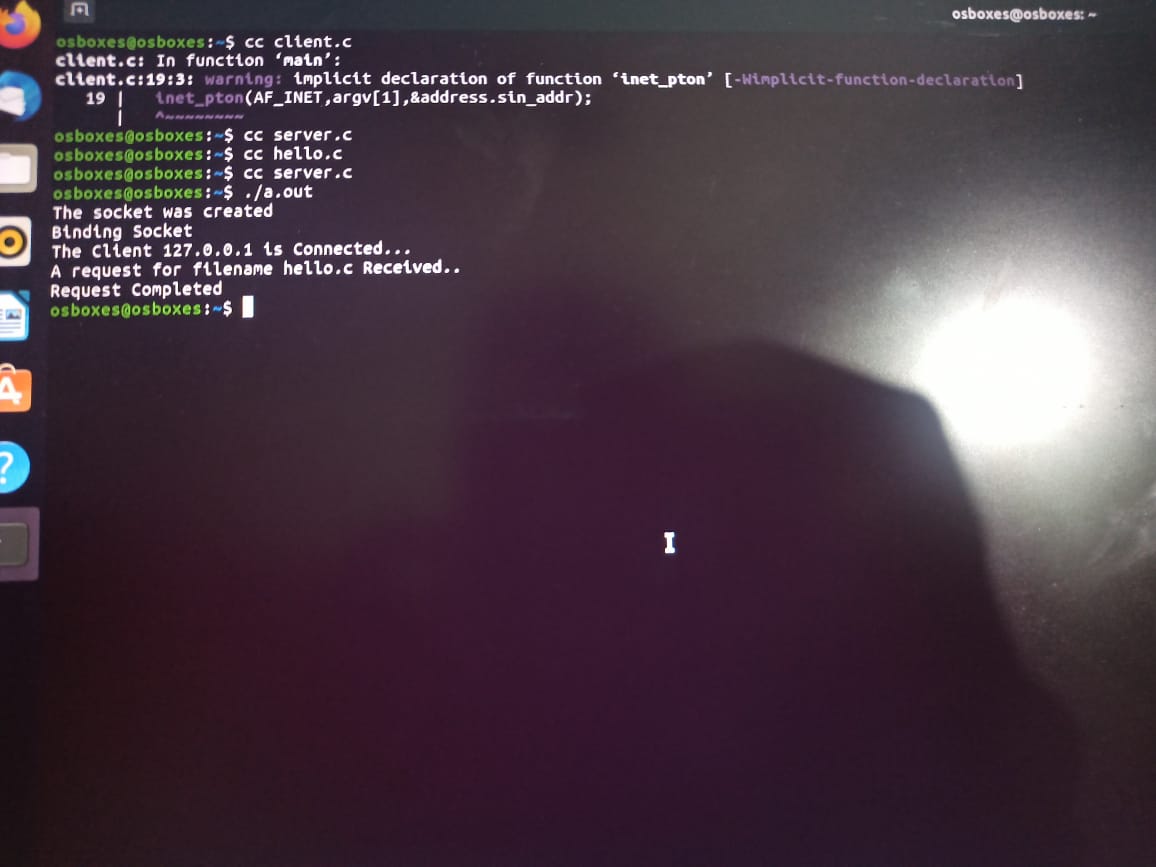 osboxes@osboxes: ~
osboxes@osboxes:~$ cc client.c
client.c: In function ‘main’:
client.c:19:3: warning: implicit declaration of function ‘inet_pton’ [-Wimplicit-function-declaration]
   19 |   inet_pton(AF_INET,argv[1],&address.sin_addr);
      |   ^~~~~~~~~
osboxes@osboxes:~$ cc server.c
osboxes@osboxes:~$ cc hello.c
osboxes@osboxes:~$ cc server.c
osboxes@osboxes:~$ ./a.out
The socket was created
Binding Socket
The Client 127.0.0.1 is Connected...
A request for filename hello.c Received..
Request Completed
osboxes@osboxes:~$